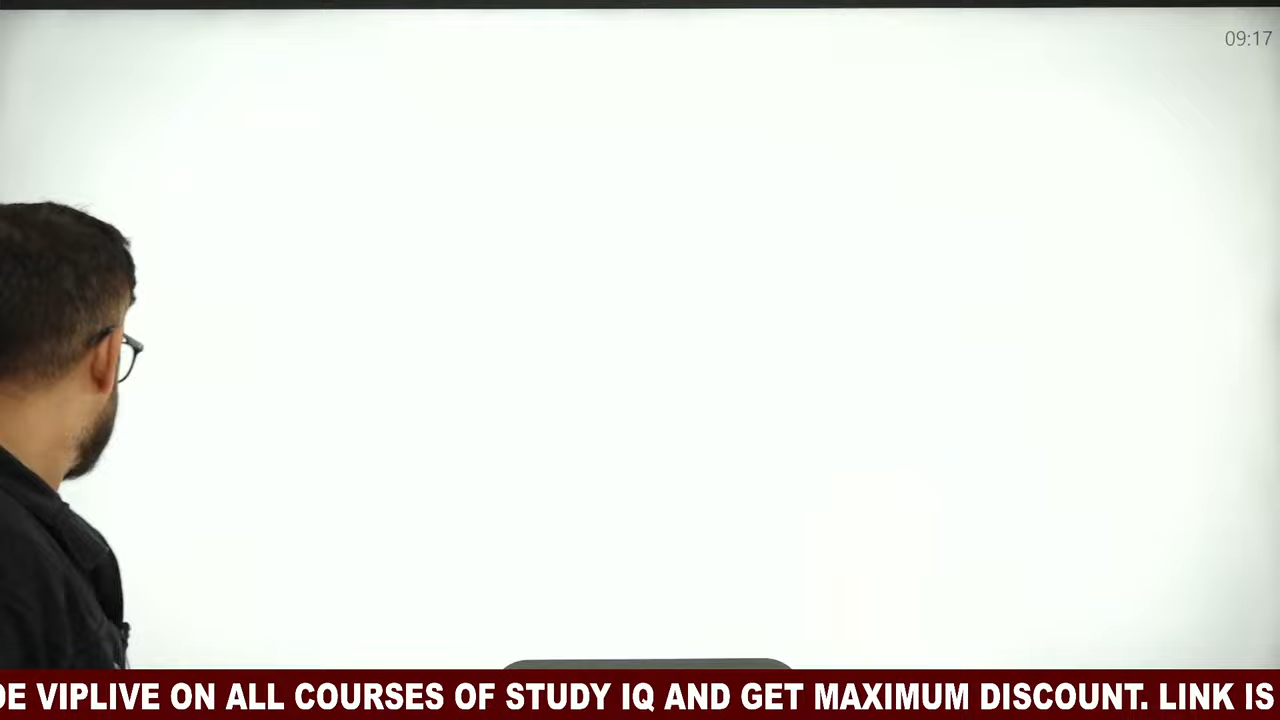 09:17
DE VIPLIVE ON ALL COURSES OF STUDY IQ AND GET MAXIMUM DISCOUNT. LINK IS